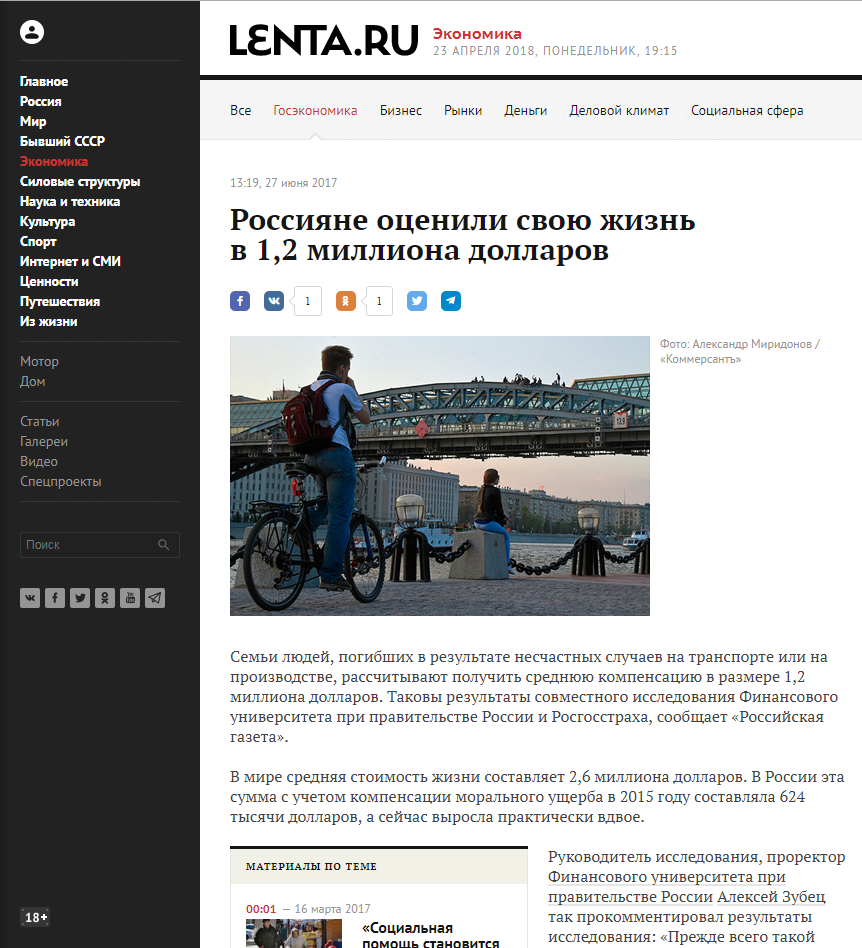 Главное
Россия
Мир
Бывший СССР
Экономика
Силовые структуры
Наука и техника
Культура
Спорт
Интернет и СМИ
Ценности
Путешествия
Из жизни
Мотор
Дом
Статьи
Галереи
Видео
Спецпроекты
Поиск
18+
LENTA.RU
Экономика
23 АПРЕЛЯ 2018, ПОНЕДЕЛЬНИК, 19:15
Все Госэкономика Бизнес Рынки Деньги Деловой климат Социальная сфера
13:19, 27 июня 2017
Россияне оценили свою жизнь
в 1,2 миллиона долларов
1 1
Фото: Александр Миридонов /
«Коммерсантъ»
13.9
Семьи людей, погибших в результате несчастных случаев на транспорте или на
производстве, рассчитывают получить среднюю компенсацию в размере 1,2
миллиона долларов. Таковы результаты совместного исследования Финансового
университета при правительстве России и Росгосстраха, сообщает «Российская
газета».
В мире средняя стоимость жизни составляет 2,6 миллиона долларов. В России эта
сумма с учетом компенсации морального ущерба в 2015 году составляла 624
тысячи долларов, а сейчас выросла практически вдвое.
МАТЕРИАЛЫ ПО ТЕМЕ
00:01 — 16 марта 2017
«Социальная
помощь становится
Руководитель исследования, проректор
Финансового университета при
правительстве России Алексей Зубец,
так прокомментировал результаты
исследования: «Прежде всего такой